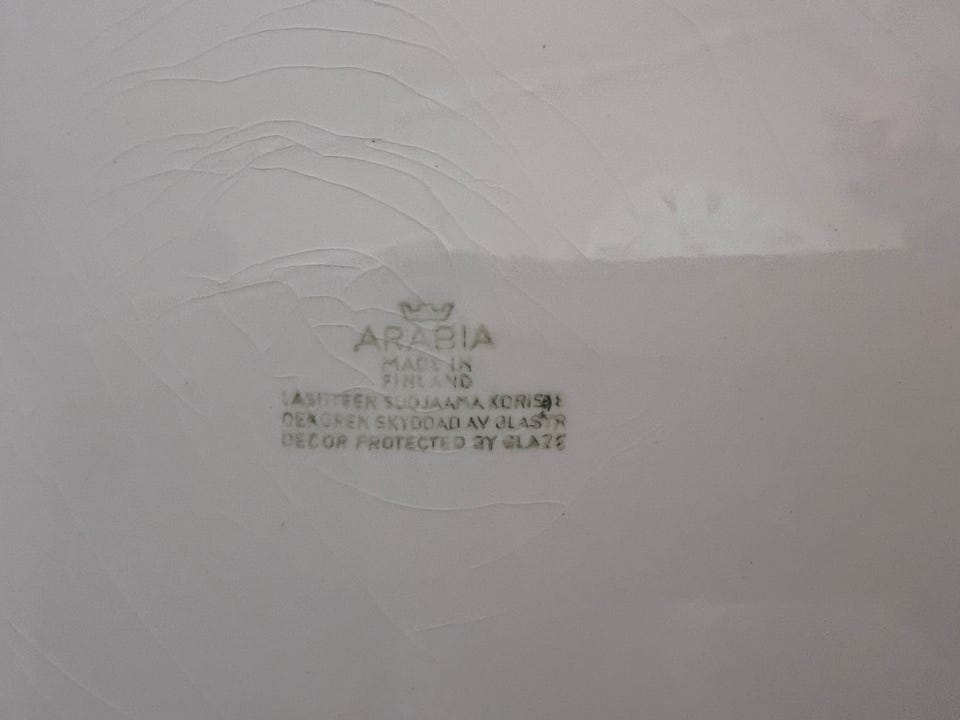 ARABIA
MADE IN
FINLAND
LASITTEEN SUOJAAMA KORISTE
DEKOREN SKYDDAD AV GLASYR
DECOR PROTECTED BY GLAZE